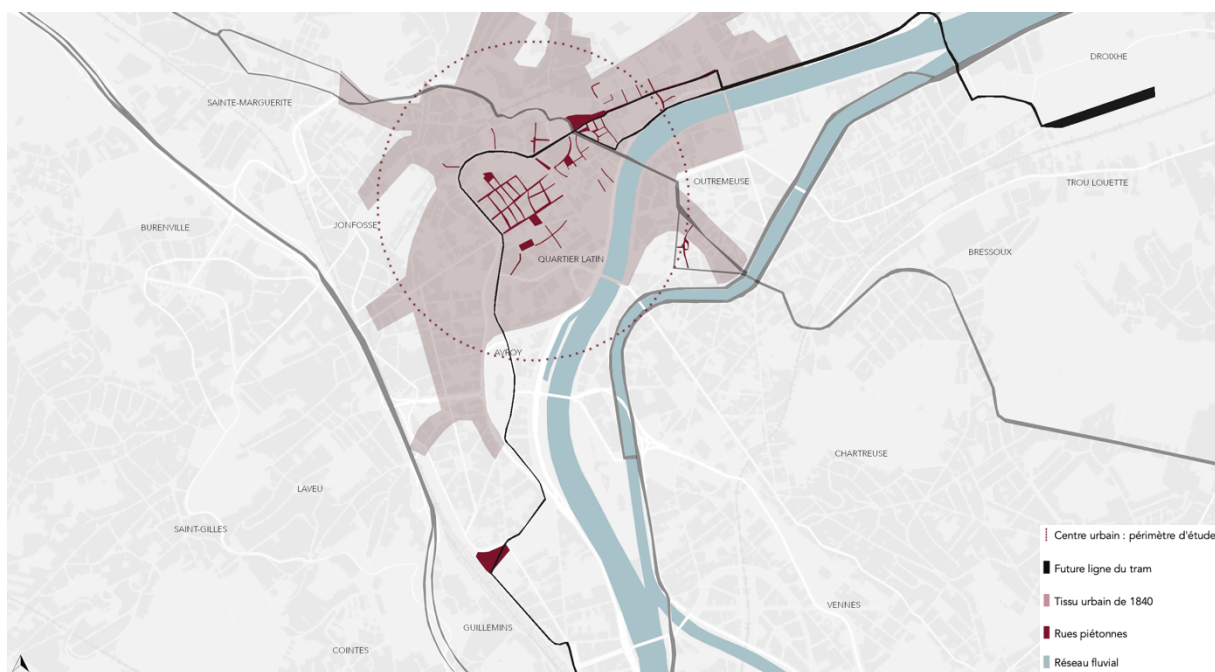 DROIXHE
SAINTE-MARGUERITE
OUTREMEUSE
TROU LOUETTE
JONFOSSE
BURENVILLE
BRESSOUX
QUARTIER LATIN
AVROY
CHARTREUSE
LAVEU
SAINT-GILLES
Centre urbain : périmètre d'étude
Future ligne du tram
Tissu urbain de 1840
VENNES
GUILLEMINS
Rues piétonnes
COINTES
Réseau fluvial